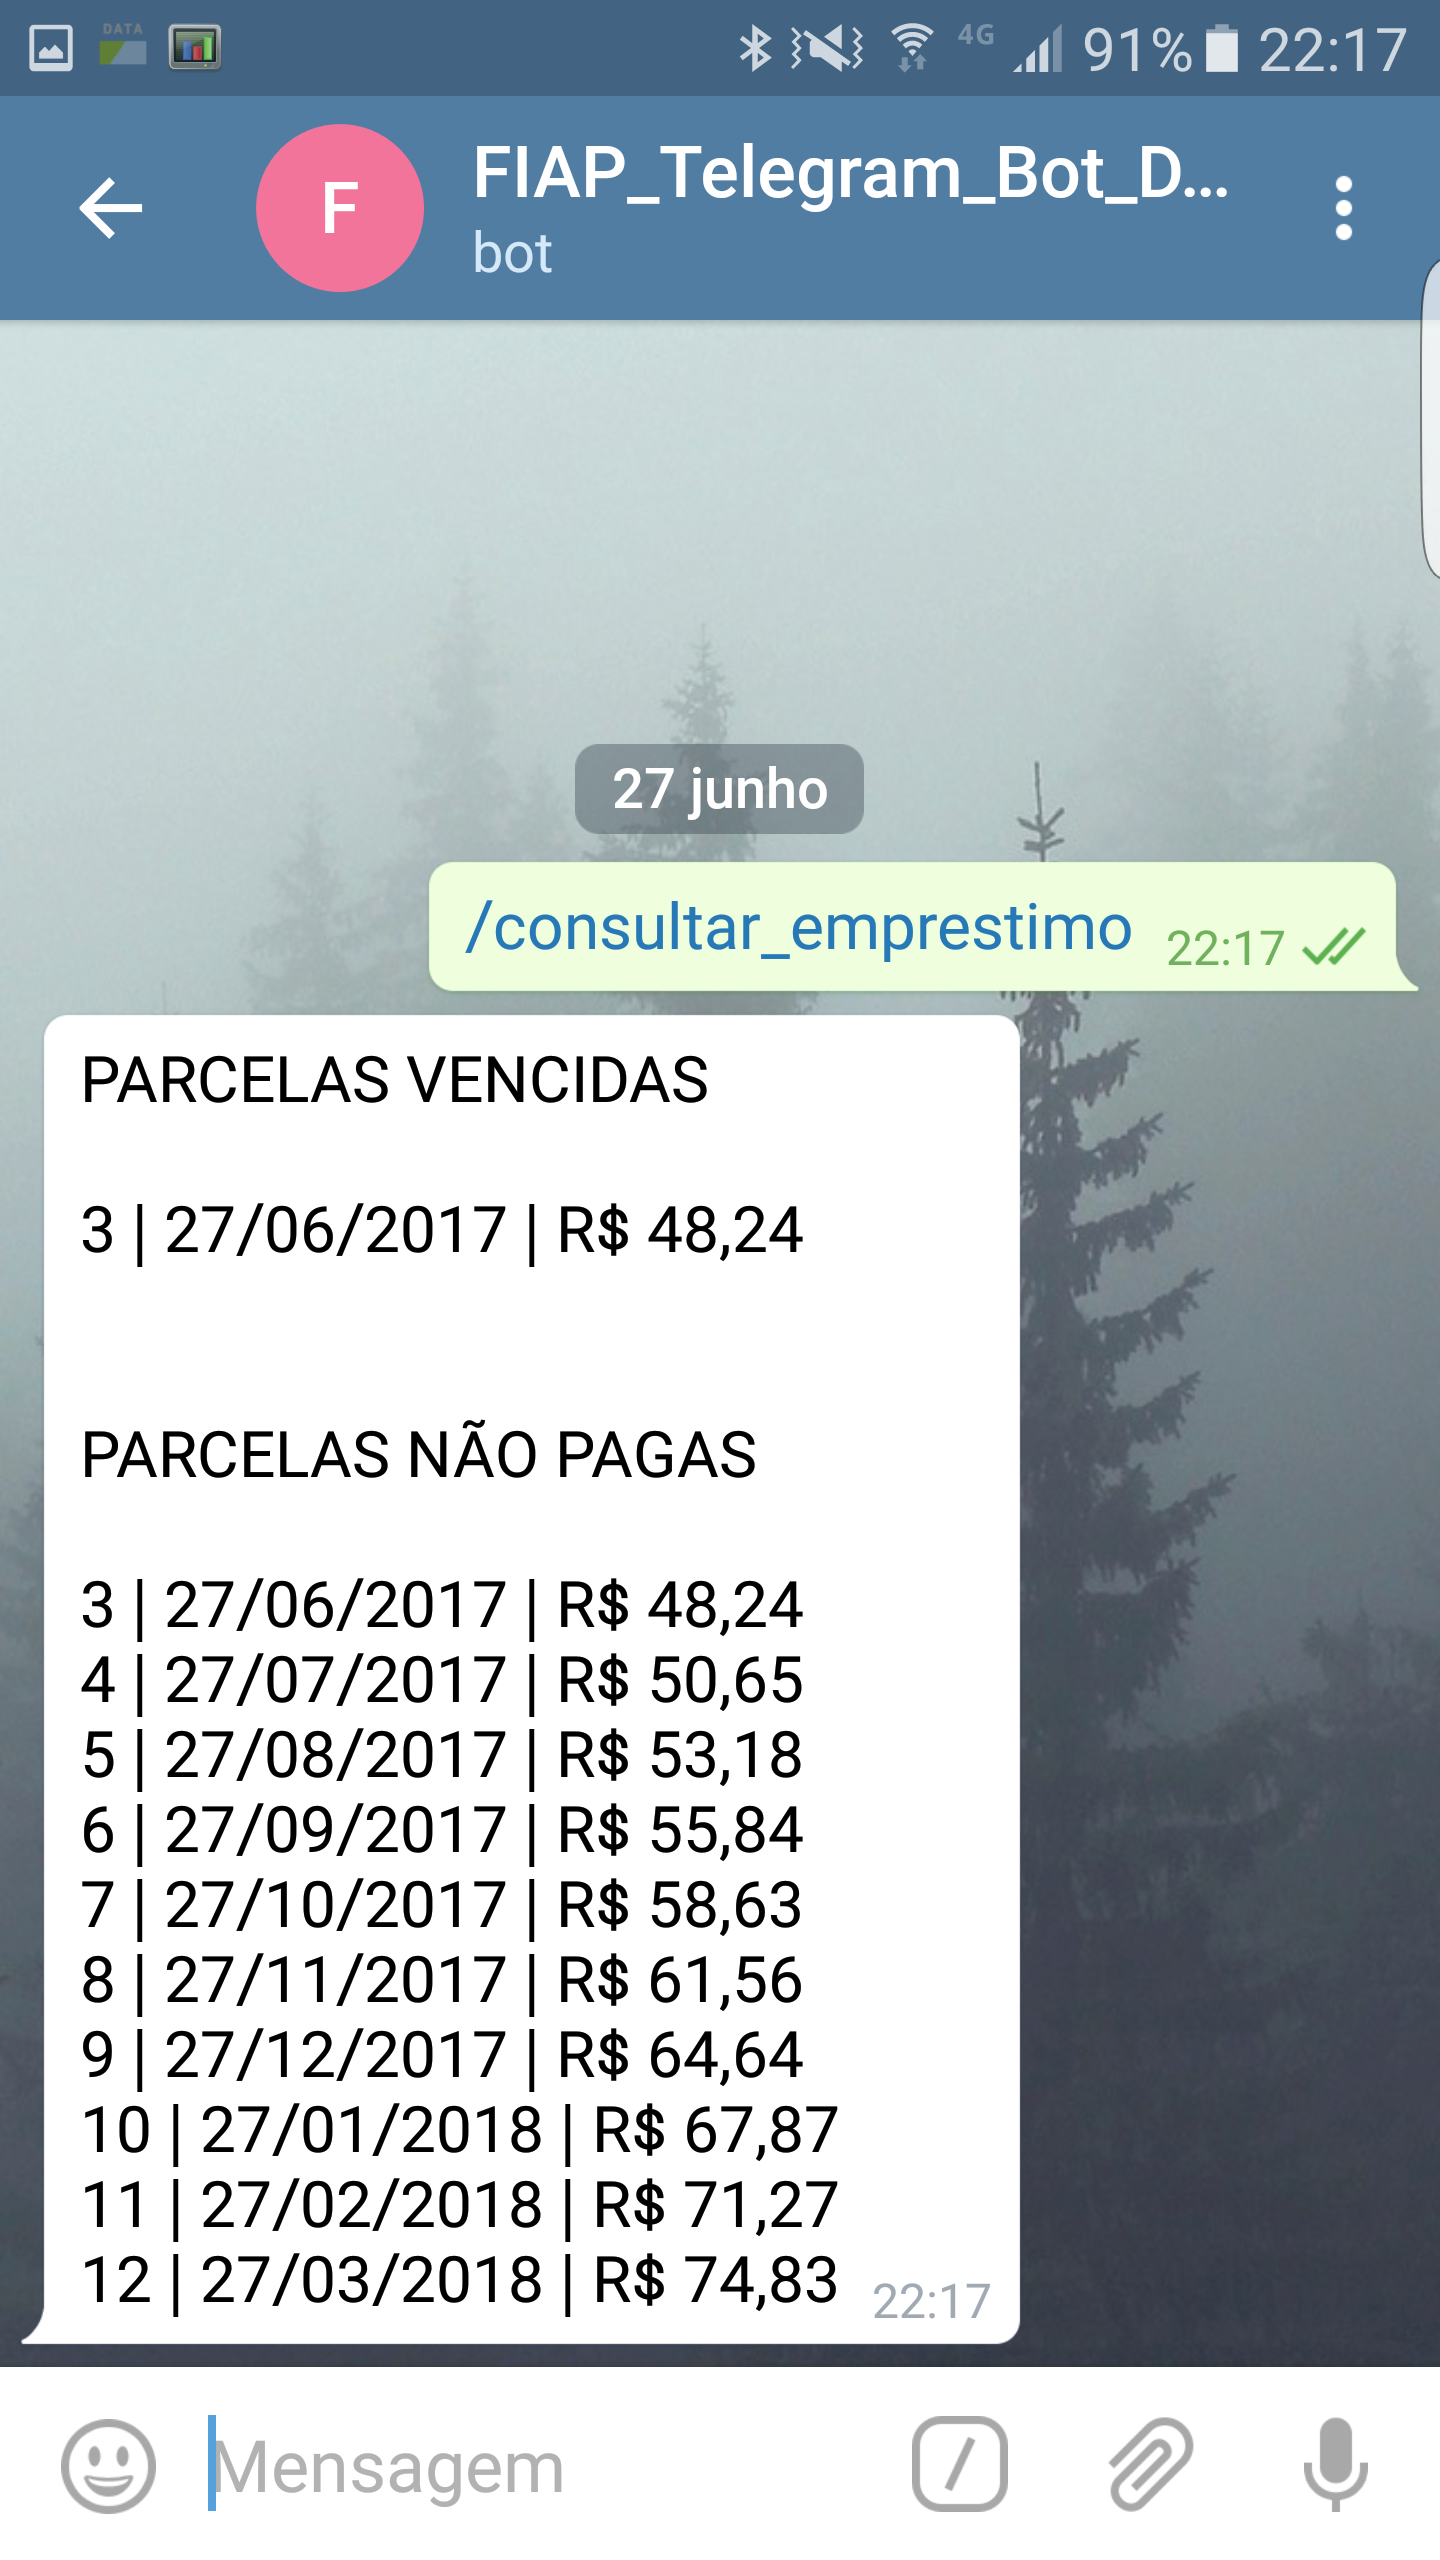 DATA
4G 91% 22:17
F
FIAP_Telegram_Bot_D...
bot
27 junho
/consultar_emprestimo 22:17
PARCELAS VENCIDAS
3 | 27/06/2017 | R$ 48,24
PARCELAS NÃO PAGAS
3 | 27/06/2017 | R$ 48,24
4 | 27/07/2017 | R$ 50,65
5 | 27/08/2017 | R$ 53,18
6 | 27/09/2017 | R$ 55,84
7 | 27/10/2017 | R$ 58,63
8 | 27/11/2017 | R$ 61,56
9 | 27/12/2017 | R$ 64,64
10 | 27/01/2018 | R$ 67,87
11 | 27/02/2018 | R$ 71,27
12 | 27/03/2018 | R$ 74,83 22:17
Mensagem